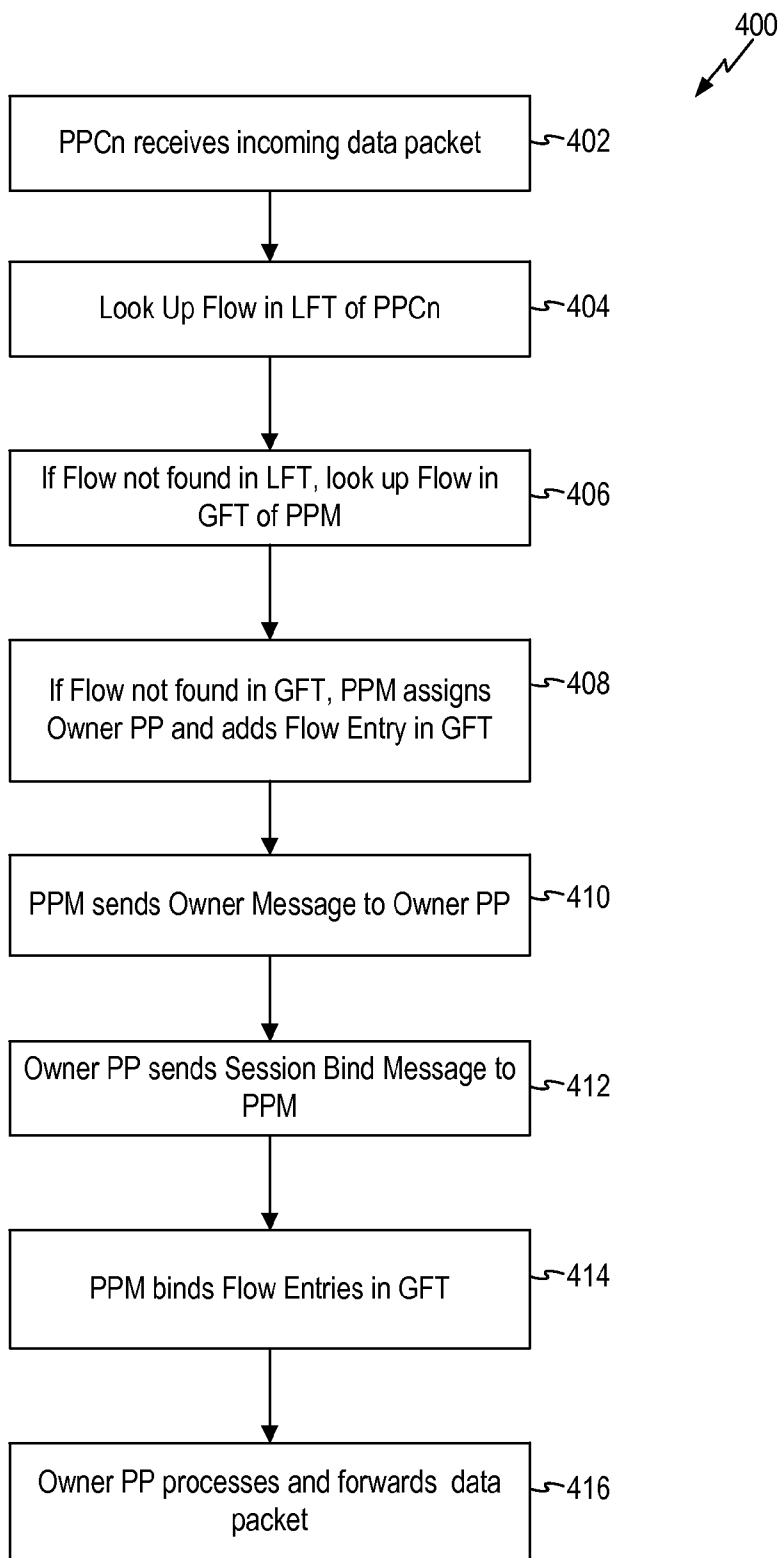 400
PPCn receives incoming data packet
402
Look Up Flow in LFT of PPCn
404
If Flow not found in LFT, look up Flow in
GFT of PPM
406
If Flow not found in GFT, PPM assigns
Owner PP and adds Flow Entry in GFT
408
PPM sends Owner Message to Owner PP
410
Owner PP sends Session Bind Message to
PPM
412
PPM binds Flow Entries in GFT
414
Owner PP processes and forwards data
packet
416